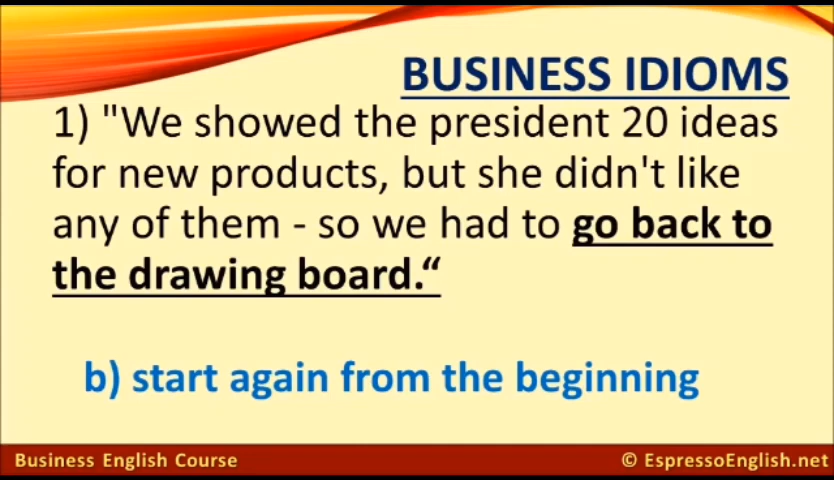 BUSINESS IDIOMS
1) "We showed the president 20 ideas
for new products, but she didn't like
any of them - so we had to go back to
the drawing board.“
b) start again from the beginning
Business English Course
© EspressoEnglish.net